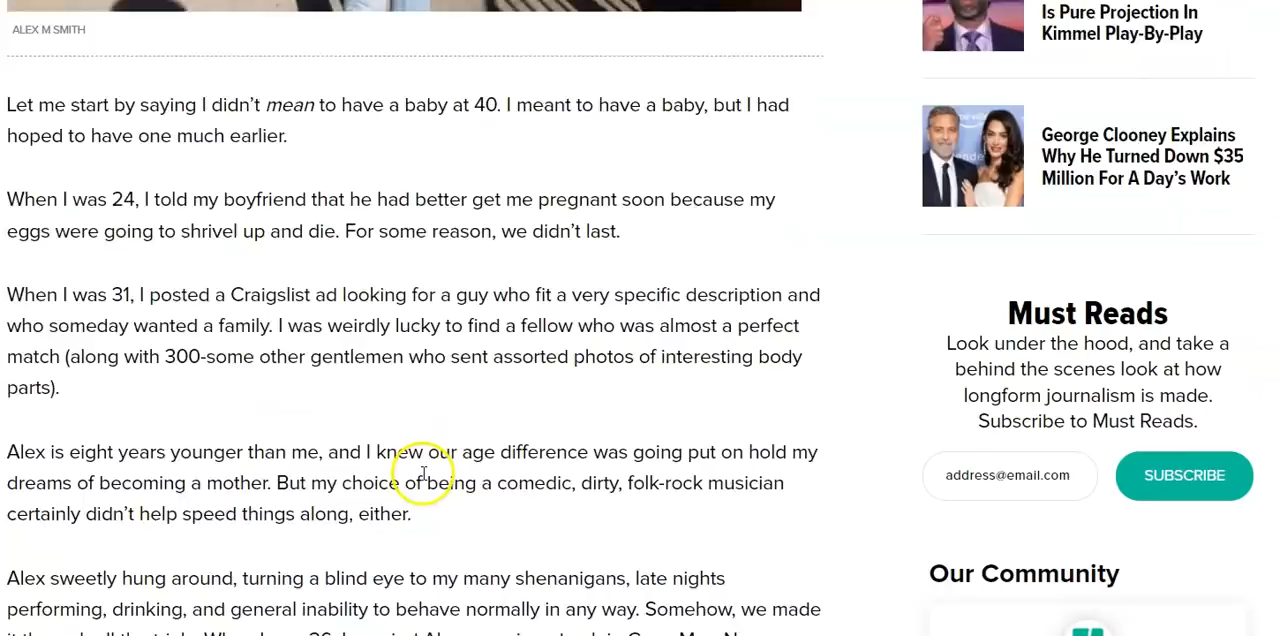 ALEX M SMITH
Let me start by saying I didn't mean to have a baby at 40. I meant to have a baby, but I had
hoped to have one much earlier.
When I was 24, I told my boyfriend that he had better get me pregnant soon because my
eggs were going to shrivel up and die. For some reason, we didn't last.
When I was 31, I posted a Craigslist ad looking for a guy who fit a very specific description and
who someday wanted a family. I was weirdly lucky to find a fellow who was almost a perfect
match (along with 300-some other gentlemen who sent assorted photos of interesting body
parts).
Alex is eight years younger than me, and I knew our age difference was going put on hold my
dreams of becoming a mother. But my choice of being a comedic, dirty, folk-rock musician
certainly didn't help speed things along, either.
Alex sweetly hung around, turning a blind eye to my many shenanigans, late nights
performing, drinking, and general inability to behave normally in any way. Somehow, we made
Is Pure Projection In
Kimmel Play-By-Play
George Clooney Explains
Why He Turned Down $35
Million For A Day's Work
Must Reads
Look under the hood, and take a
behind the scenes look at how
longform journalism is made.
Subscribe to Must Reads.
address@email.com
SUBSCRIBE
Our Community